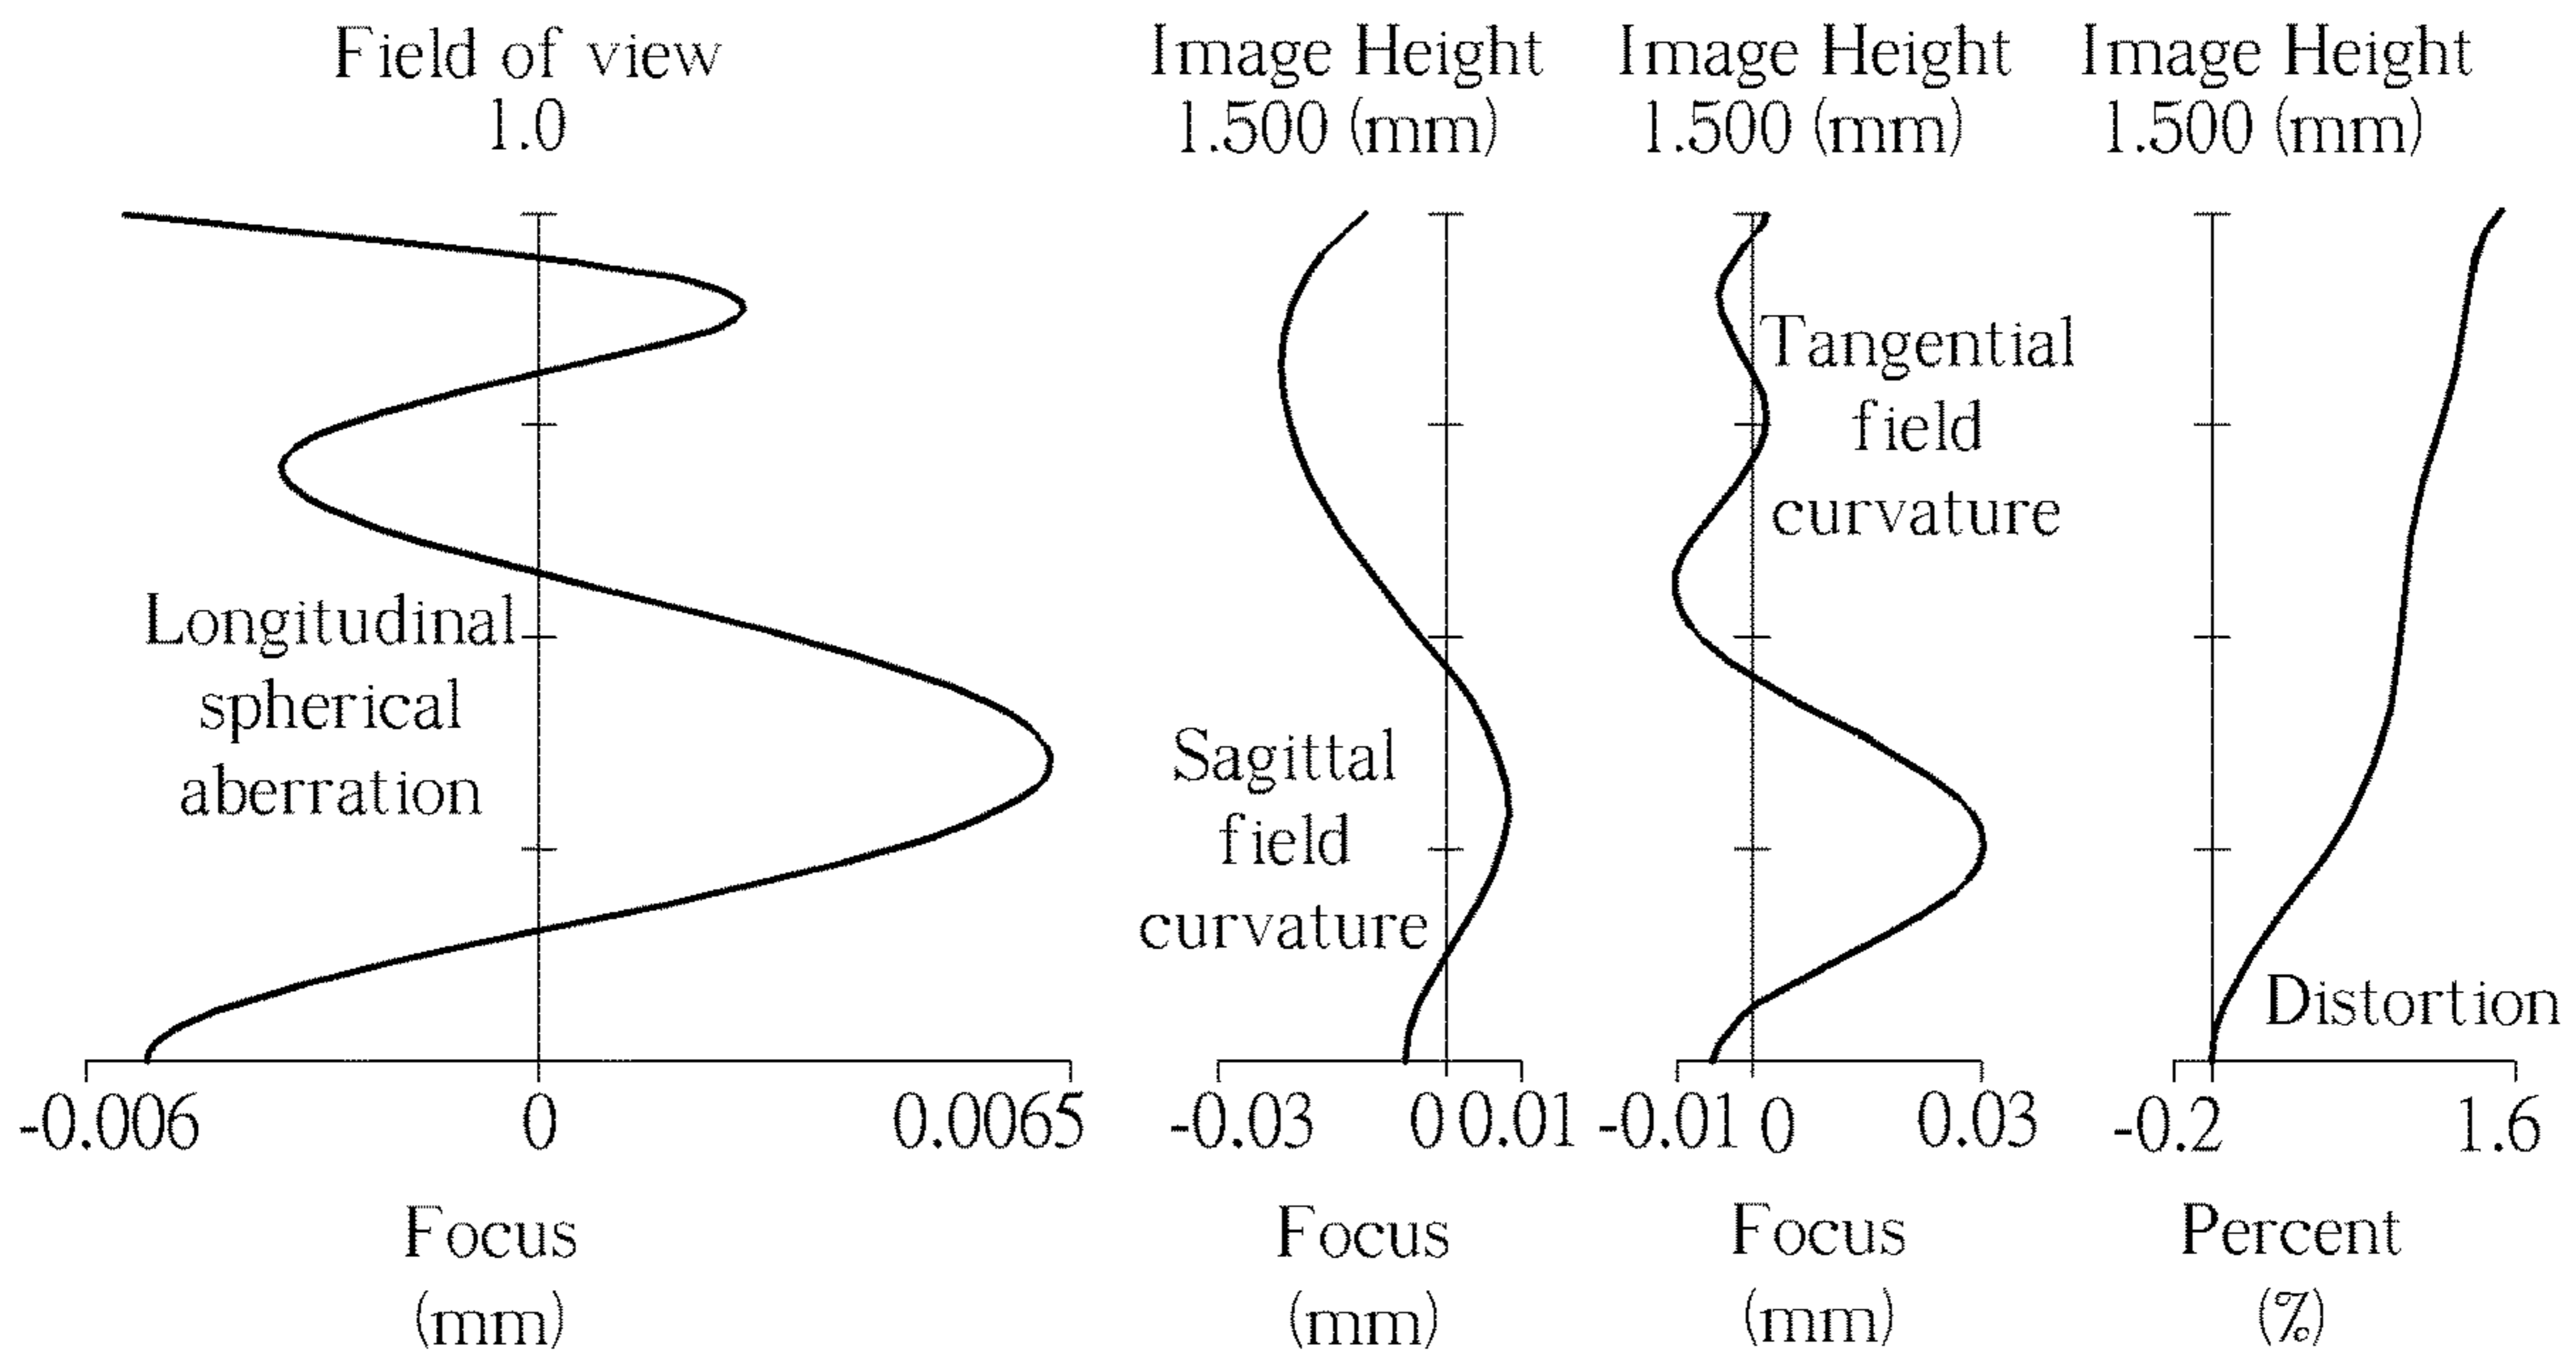 Field of view
1.0
Longitudinal
spherical
aberration
-0.006
0
0.0065
Focus
(mm)
Image Height
1.500 (mm)
Sagittal
field
curvature
-0.03
0
0.01
Focus
(mm)
Image Height
1.500 (mm)
Tangential
field
curvature
-0.01
0
0.03
Focus
(mm)
Image Height
1.500 (mm)
Distortion
-0.2
1.6
Percent
(%)